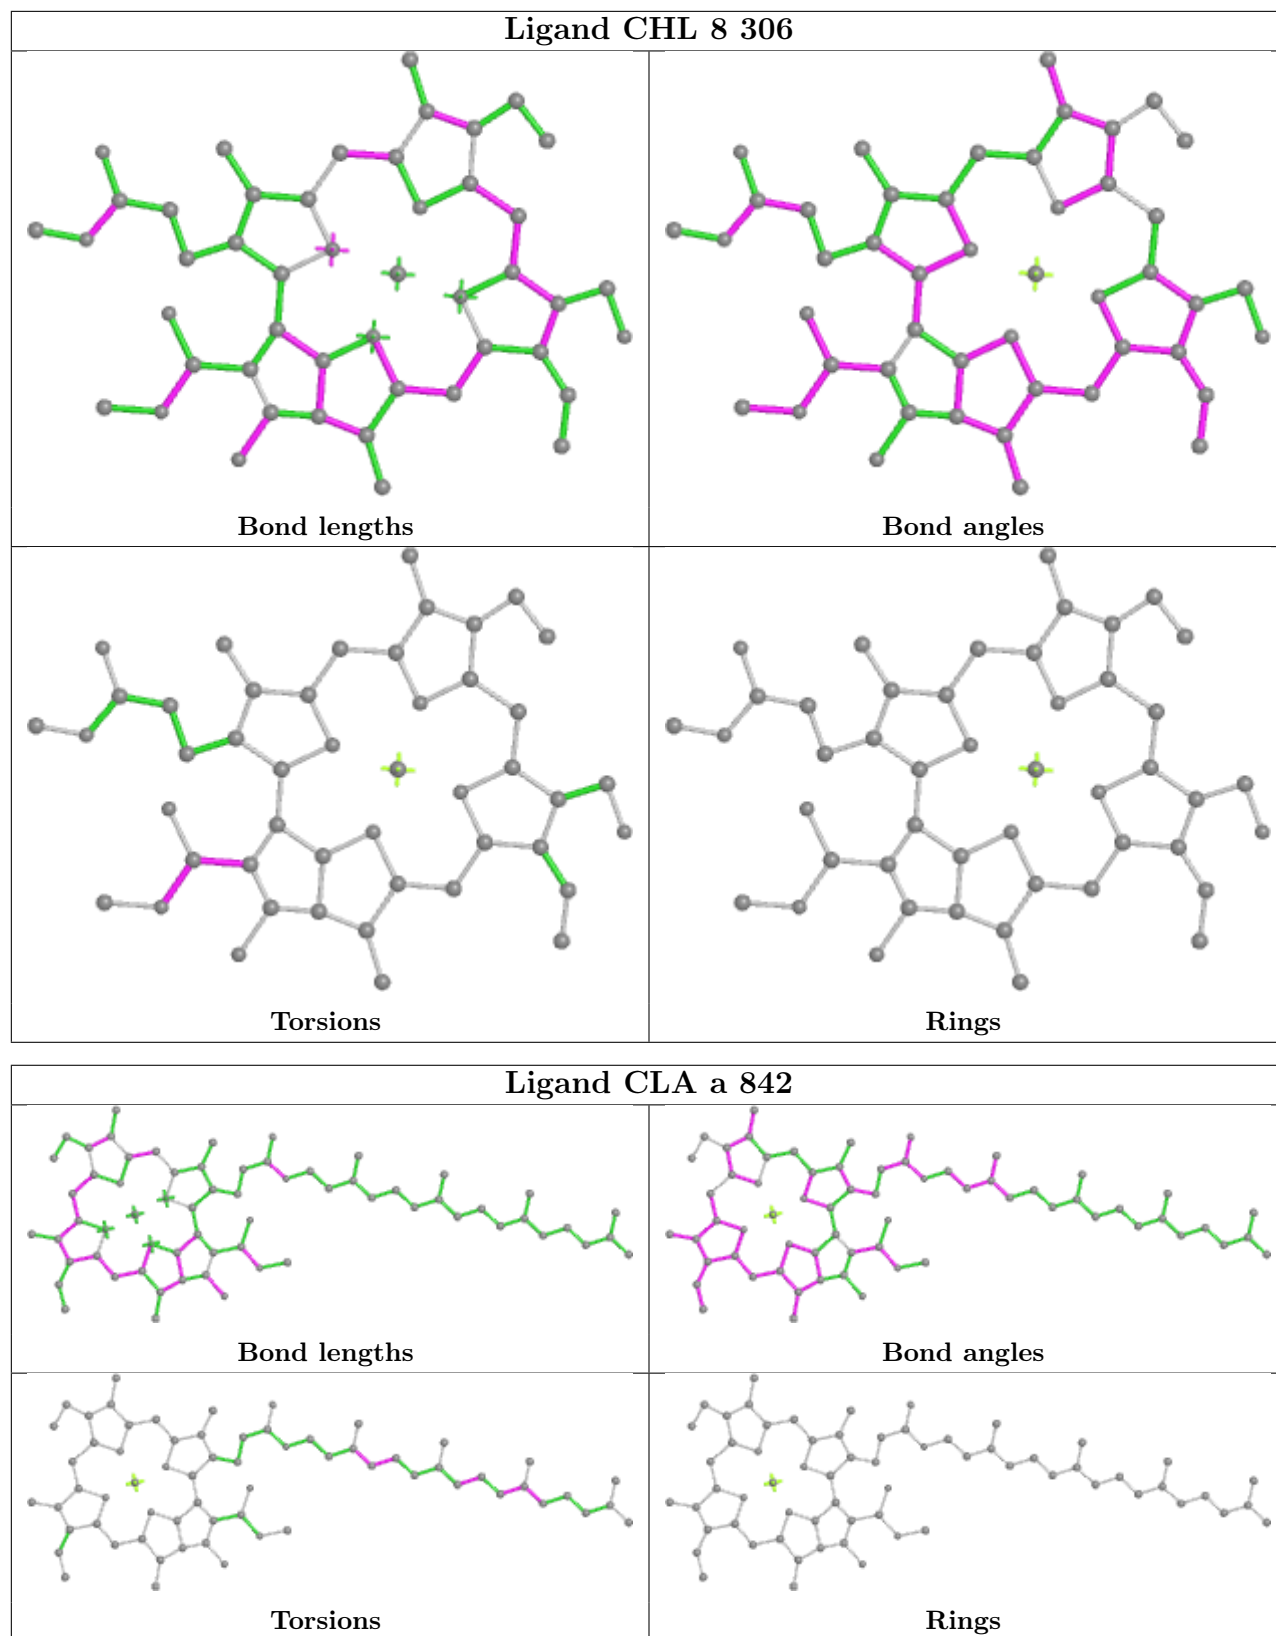 Ligand CHL 8 306
Bond lengths
Bond angles
Torsions
Rings
Ligand CLA a 842
Bond lengths
Bond angles
Torsions
Rings